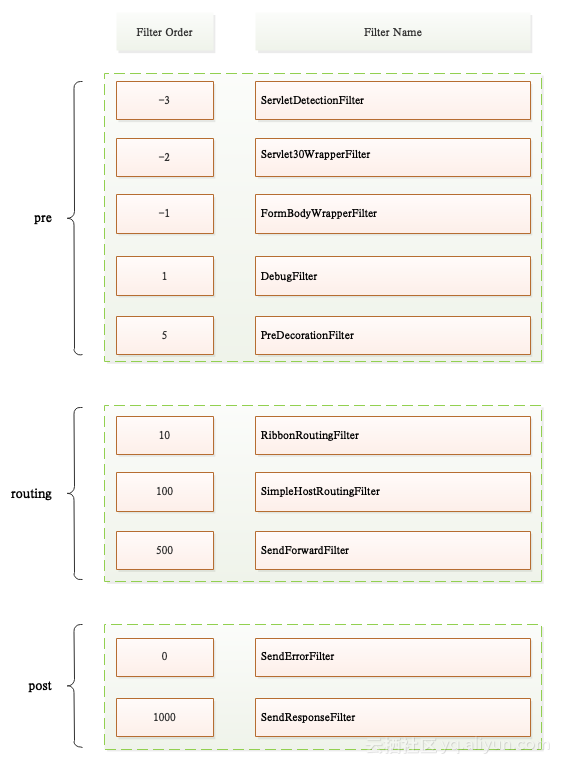 Filter Order Filter Name
pre
-3 ServletDetectionFilter
-2 Servlet30WrapperFilter
-1 FormBodyWrapperFilter
1 DebugFilter
5 PreDecorationFilter
routing
10 RibbonRoutingFilter
100 SimpleHostRoutingFilter
500 SendForwardFilter
post
0 SendErrorFilter
1000 SendResponseFilter
云栖社区 yq.aliyun.com